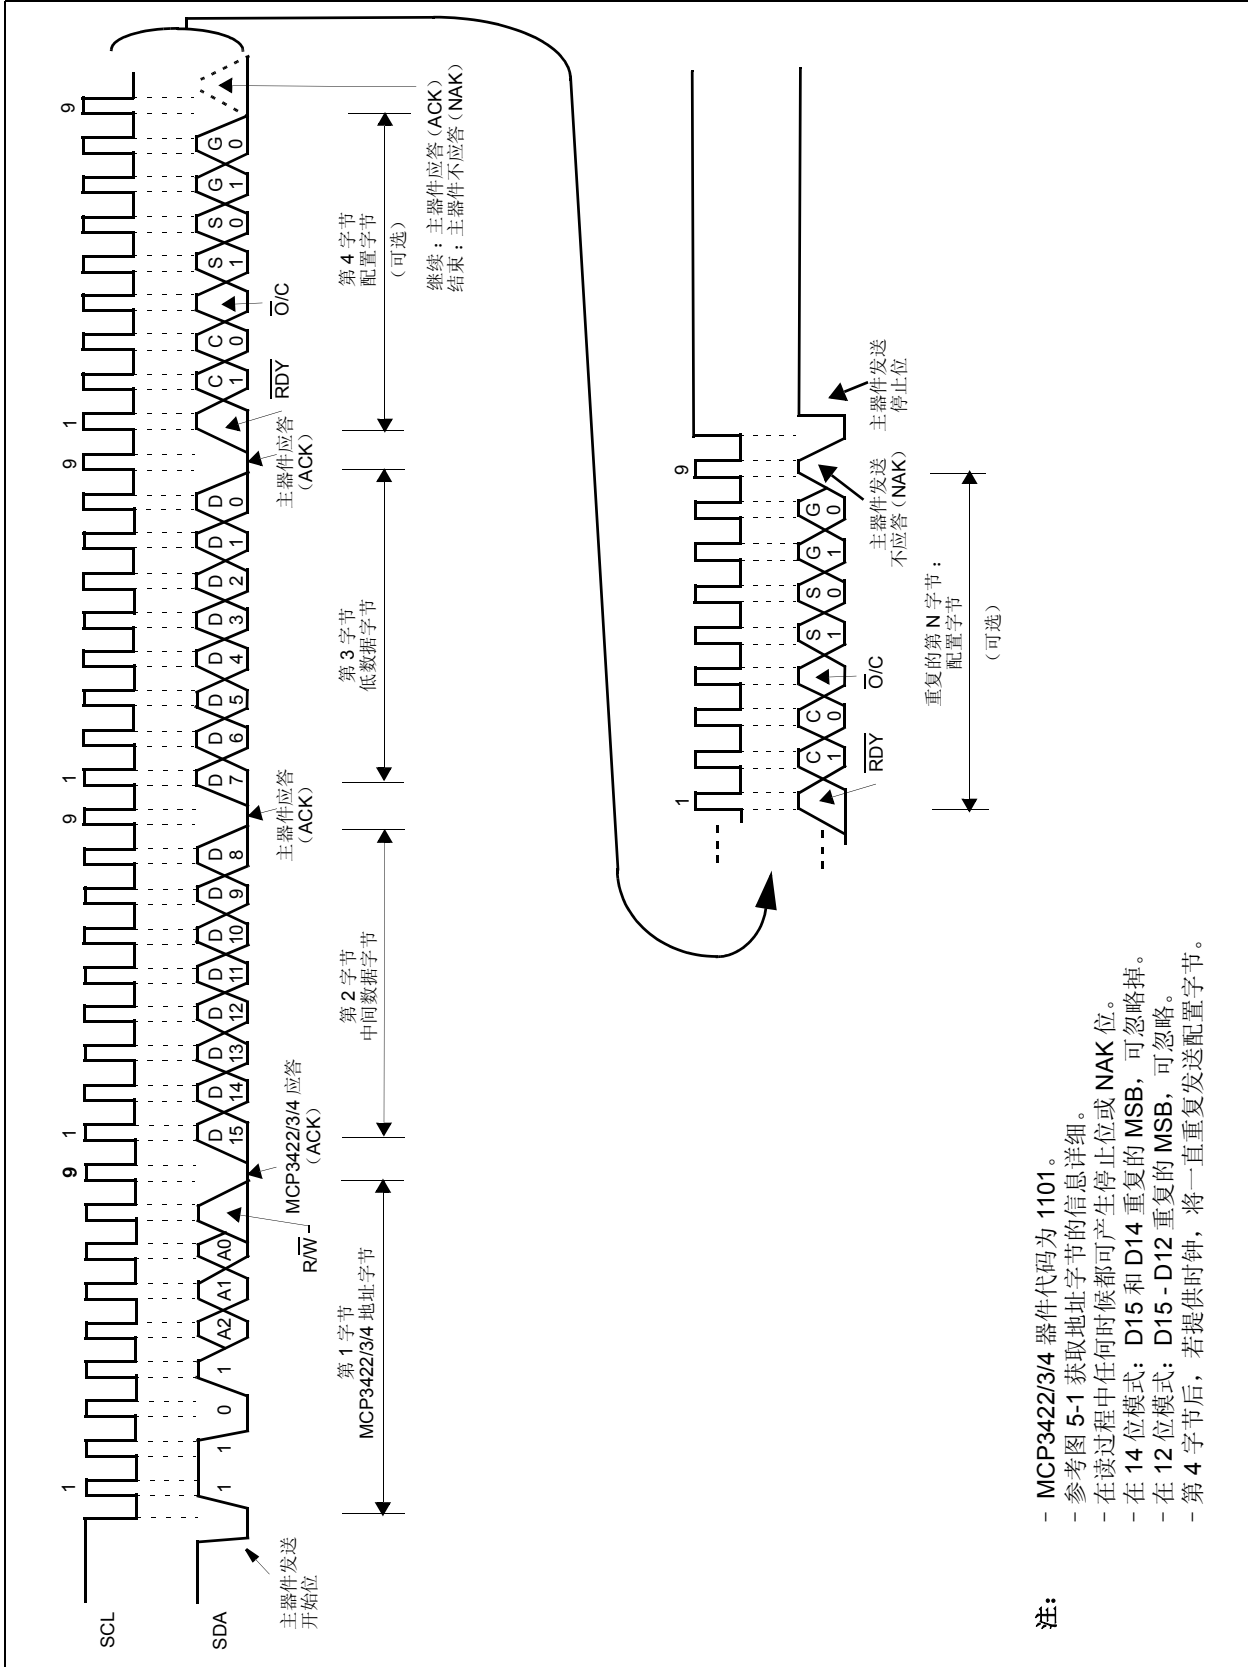 SCL
1
9
1
9
1
9
1
9
SDA
1
1
0
1
A2
A1
A0
D
15
D
14
D
13
D
12
D
11
D
10
D
9
D
8
D
7
D
6
D
5
D
4
D
3
D
2
D
1
D
0
C
1
C
0
S
1
S
0
G
1
G
0
主器件发送
开始位
R/W̅
MCP3422/3/4 应答
（ACK）
主器件应答
（ACK）
主器件应答
（ACK）
R̅D̅Y̅
O̅/C
第 1 字节
MCP3422/3/4 地址字节
第 2 字节
中间数据字节
第 3 字节
低数据字节
第 4 字节
配置字节
（可选）
继续：主器件应答（ACK）
结束：主器件不应答（NAK）
1
9
C
1
C
0
S
1
S
0
G
1
G
0
R̅D̅Y̅
O̅/C
主器件发送
不应答（NAK）
主器件发送
停止位
重复的第 N 字节：
配置字节
（可选）
注：
- MCP3422/3/4 器件代码为 1101。
- 参考图 5-1 获取地址字节的信息详细。
- 在读过程中任何时候都可产生停止位或 NAK 位。
- 在 14 位模式：D15 和 D14 重复的 MSB，可忽略掉。
- 在 12 位模式：D15 - D12 重复的 MSB，可忽略。
- 第 4 字节后，若提供时钟，将一直重复发送配置字节。